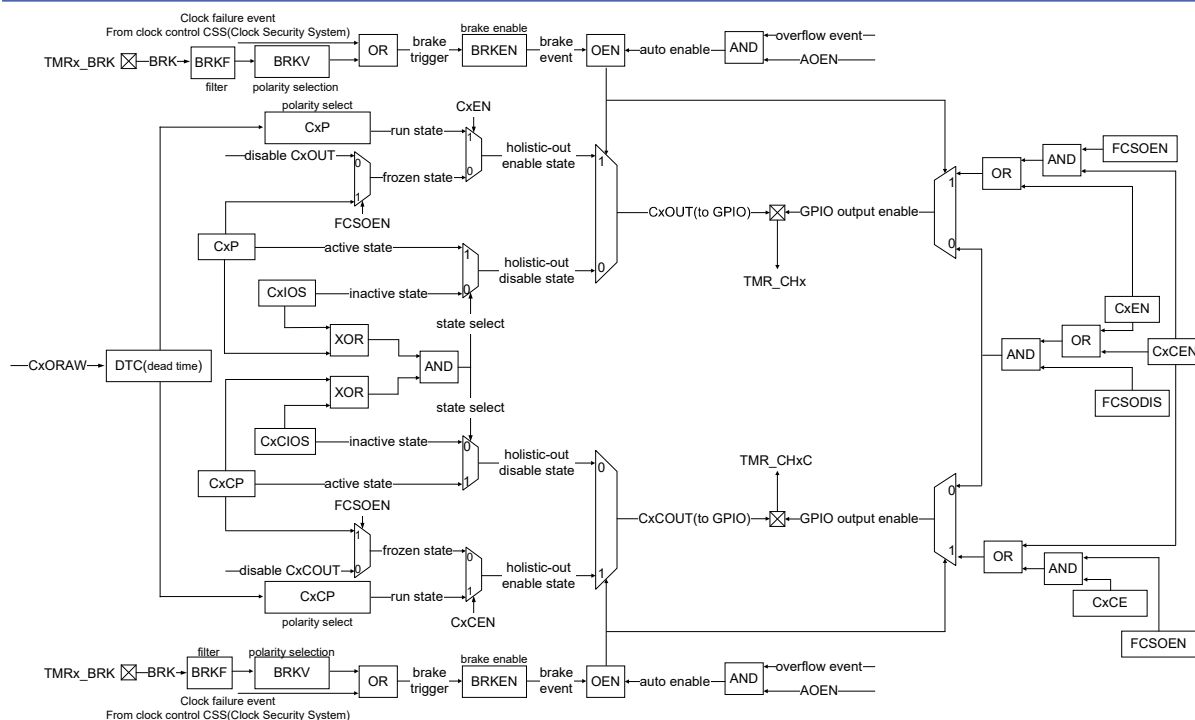 Clock failure event
From clock control CSS(Clock Security System)
TMRx_BRK
BRK
BRKF
filter
BRKV
polarity selection
OR
brake
trigger
brake enable
BRKEN
brake
event
OEN
auto enable
AND
overflow event
AOEN
polarity select
CxP
run state
CxEN
1
0
disable CxOUT
0
1
frozen state
FCSOEN
holistic-out
enable state
1
0
CxP
active state
1
0
CxIOS
inactive state
holistic-out
disable state
state select
XOR
AND
XOR
state select
CxORAW
DTC(dead time)
CxOUT(to GPIO)
GPIO output enable
TMR_CHx
1
0
OR
AND
FCSOEN
CxEN
OR
AND
CxCEN
FCSODIS
CxCIOS
inactive state
0
1
holistic-out
disable state
CxCP
active state
FCSOEN
1
0
frozen state
disable CxCOUT
0
1
holistic-out
enable state
CxCP
run state
polarity select
CxCEN
0
1
TMR_CHxC
CxCOUT(to GPIO)
GPIO output enable
0
1
OR
AND
CxCE
FCSOEN
TMRx_BRK
BRK
filter
BRKF
polarity selection
BRKV
OR
brake
trigger
brake enable
BRKEN
brake
event
OEN
auto enable
AND
overflow event
AOEN
Clock failure event
From clock control CSS(Clock Security System)